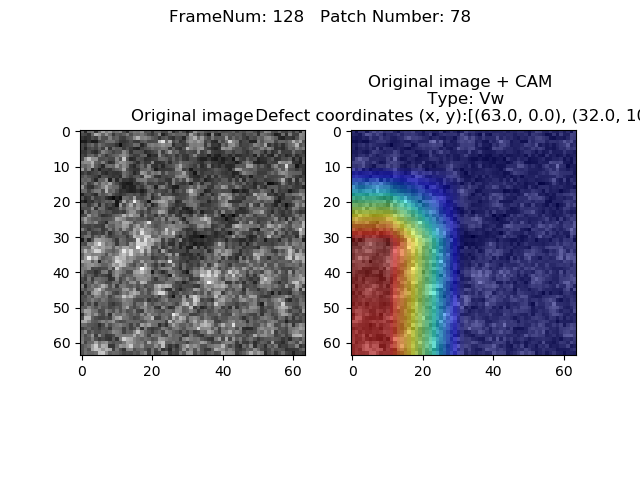 FrameNum: 128   Patch Number: 78
Original image + CAM
Type: Vw
Original image
Defect coordinates (x, y):[(63.0, 0.0), (32.0, 10
0
10
20
30
40
50
60
0 20 40 60
0
10
20
30
40
50
60
0 20 40 60